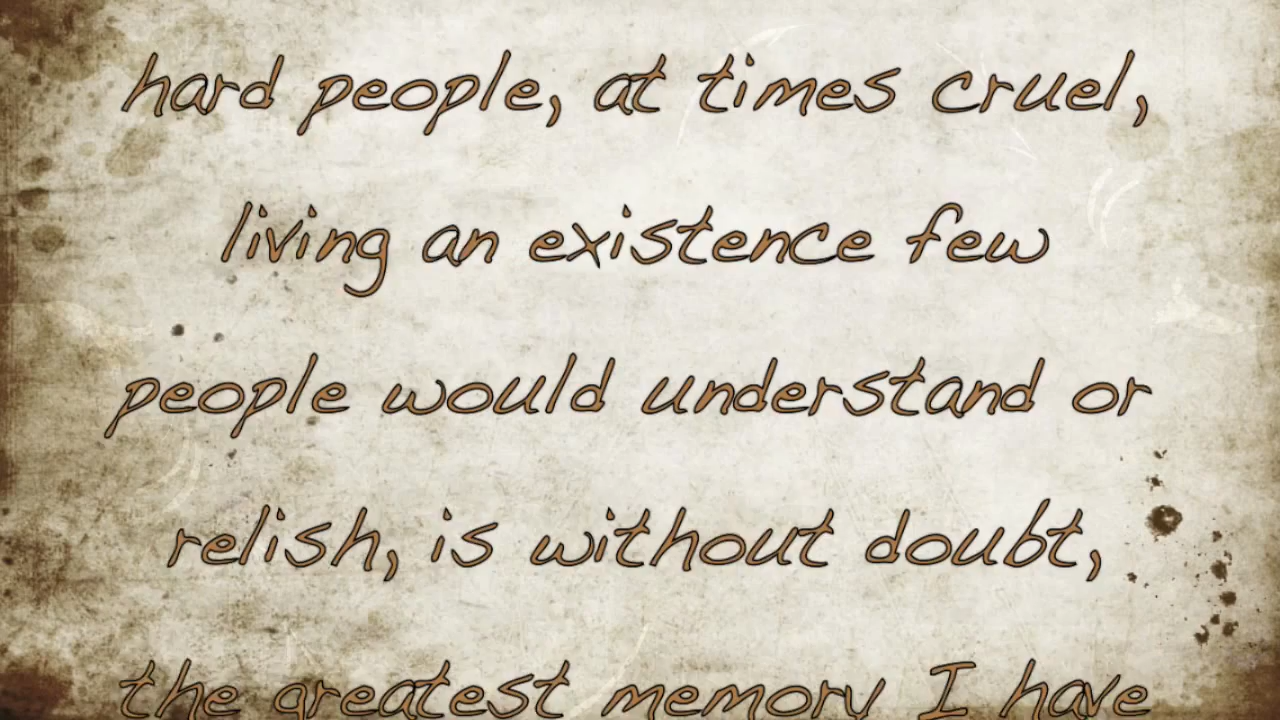 hard people, at times cruel,
living an existence few
people would understand or
relish, is without doubt,
the greatest memory I have